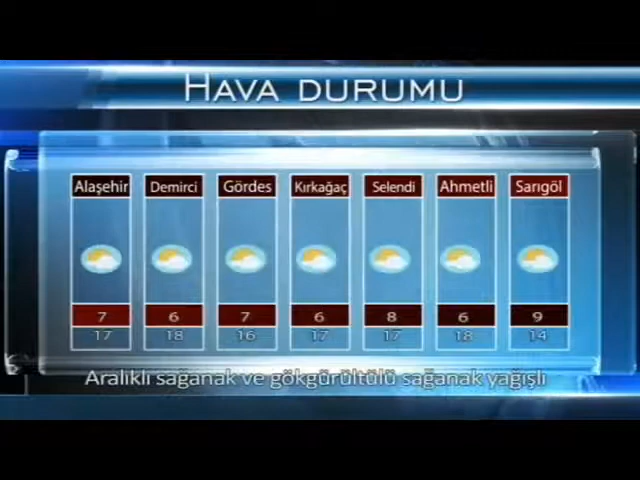 HAVA DURUMU
Alaşehir Demirci Gördes Kırkağaç Selendi Ahmetli Sarıgöl
7 6 7 6 8 6 9
17 18 16 17 17 18 14
Aralıklı sağanak ve gökgürültülü sağanak yağışlı